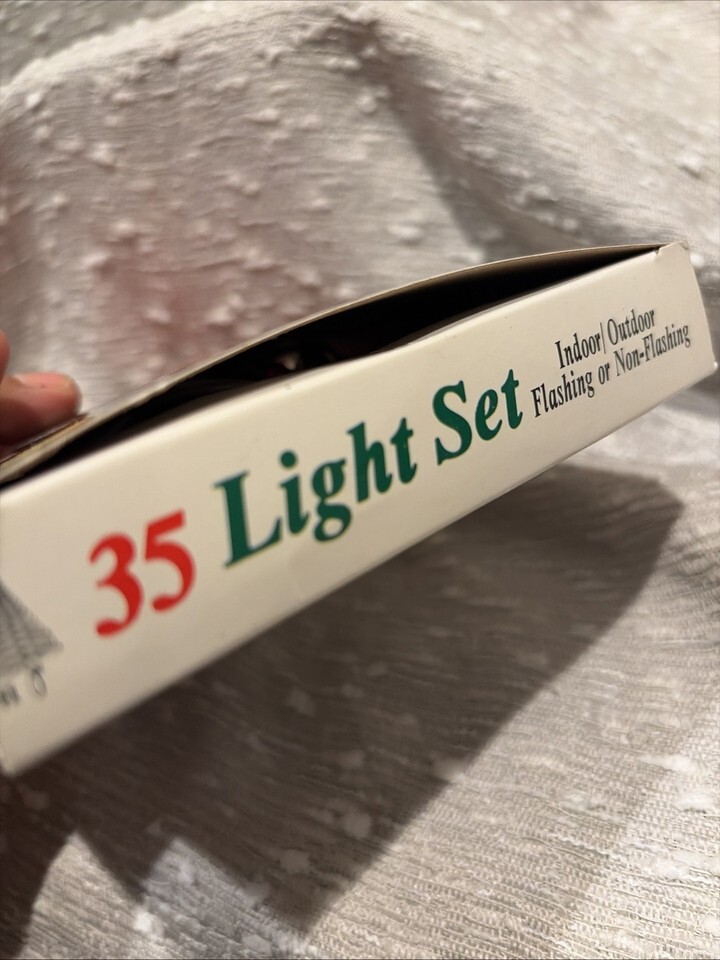 35 Light Set
Indoor/Outdoor
Flashing or Non-Flashing